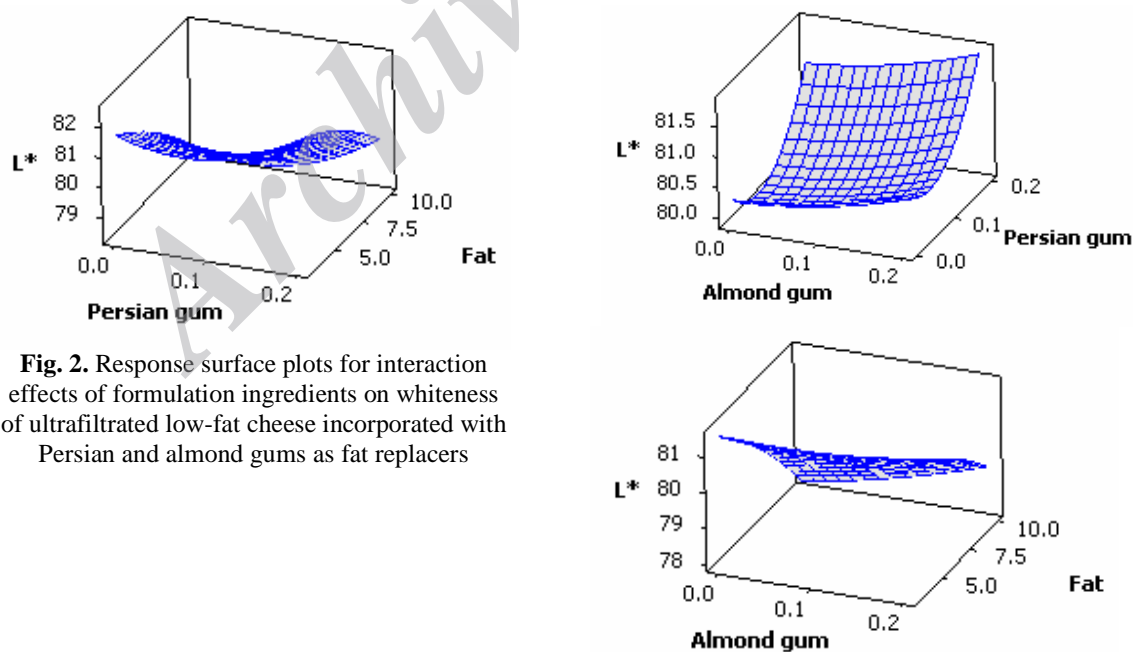 82
L* 81
80
79
0.0
0.1
0.2
Persian gum
5.0
7.5
10.0
Fat
Fig. 2. Response surface plots for interaction
effects of formulation ingredients on whiteness
of ultrafiltrated low-fat cheese incorporated with
Persian and almond gums as fat replacers
81.5
L* 81.0
80.5
80.0
0.0
0.1
0.2
Almond gum
0.0
0.1
0.2
Persian gum
81
L* 80
79
78
0.0
0.1
0.2
Almond gum
5.0
7.5
10.0
Fat
Archiv